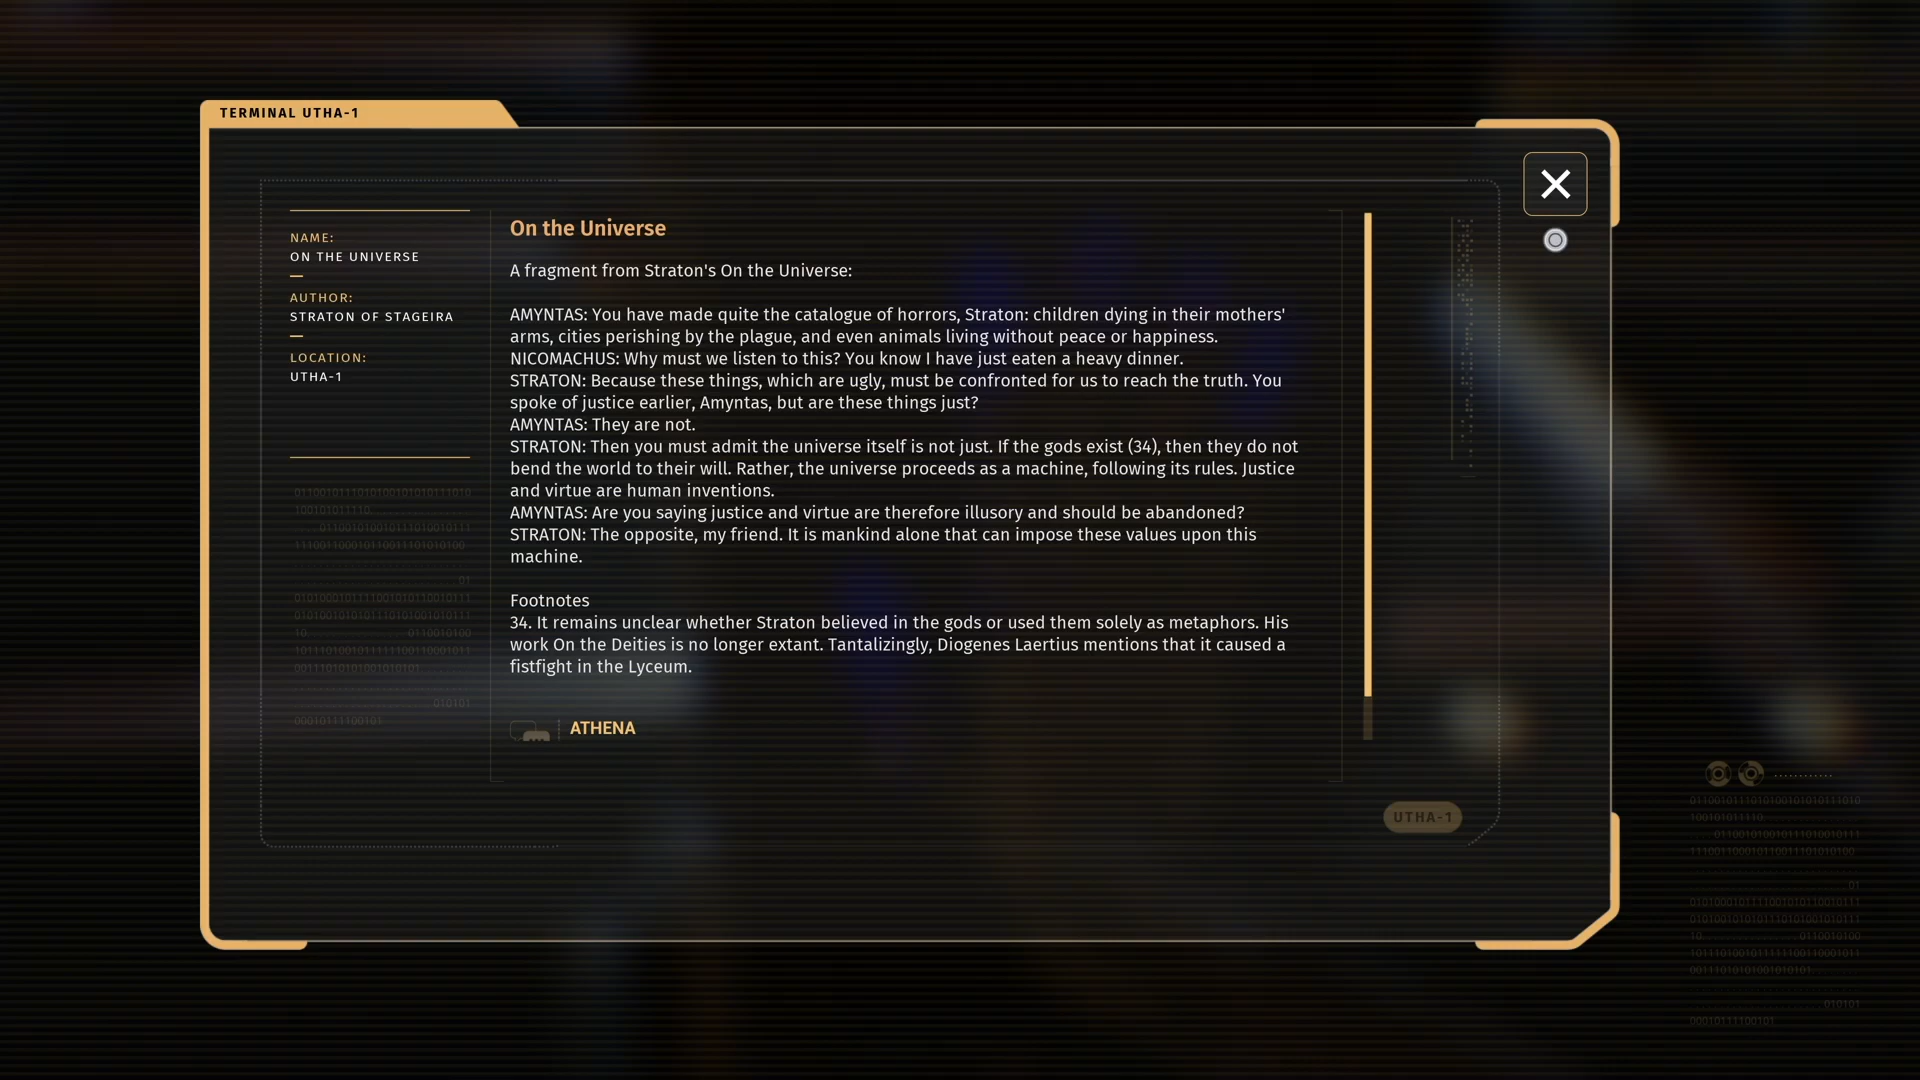 TERMINAL UTHA-1
NAME:
ON THE UNIVERSE
AUTHOR:
STRATON OF STAGEIRA
LOCATION:
UTHA-1
On the Universe
A fragment from Straton's On the Universe:
AMYNTAS: You have made quite the catalogue of horrors, Straton: children dying in their mothers'
arms, cities perishing by the plague, and even animals living without peace or happiness.
NICOMACHUS: Why must we listen to this? You know I have just eaten a heavy dinner.
STRATON: Because these things, which are ugly, must be confronted for us to reach the truth. You
spoke of justice earlier, Amyntas, but are these things just?
AMYNTAS: They are not.
STRATON: Then you must admit the universe itself is not just. If the gods exist (34), then they do not
bend the world to their will. Rather, the universe proceeds as a machine, following its rules. Justice
and virtue are human inventions.
AMYNTAS: Are you saying justice and virtue are therefore illusory and should be abandoned?
STRATON: The opposite, my friend. It is mankind alone that can impose these values upon this
machine.
Footnotes
34. It remains unclear whether Straton believed in the gods or used them solely as metaphors. His
work On the Deities is no longer extant. Tantalizingly, Diogenes Laertius mentions that it caused a
fistfight in the Lyceum.
ATHENA
UTHA-1